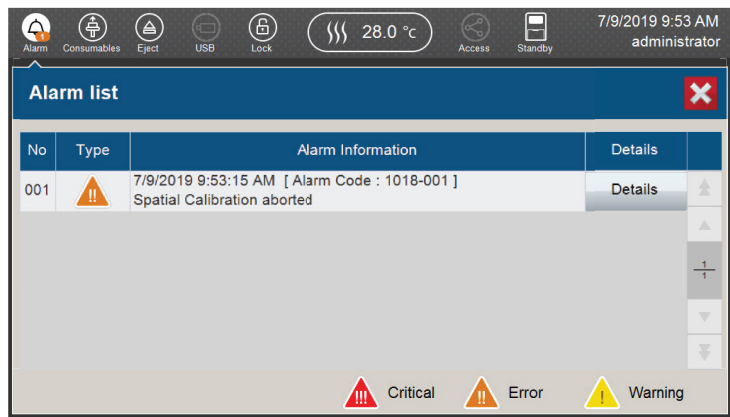 7/9/2019 9:53 AM
1
28.0 °c
administrator
Alarm Consumables Eject USB Lock Access Standby
Alarm list
No Type Alarm Information Details
7/9/2019 9:53:15 AM [ Alarm Code : 1018-001 ]
001 !! Details
Spatial Calibration aborted
1
1
!!! Critical !! Error ! Warning